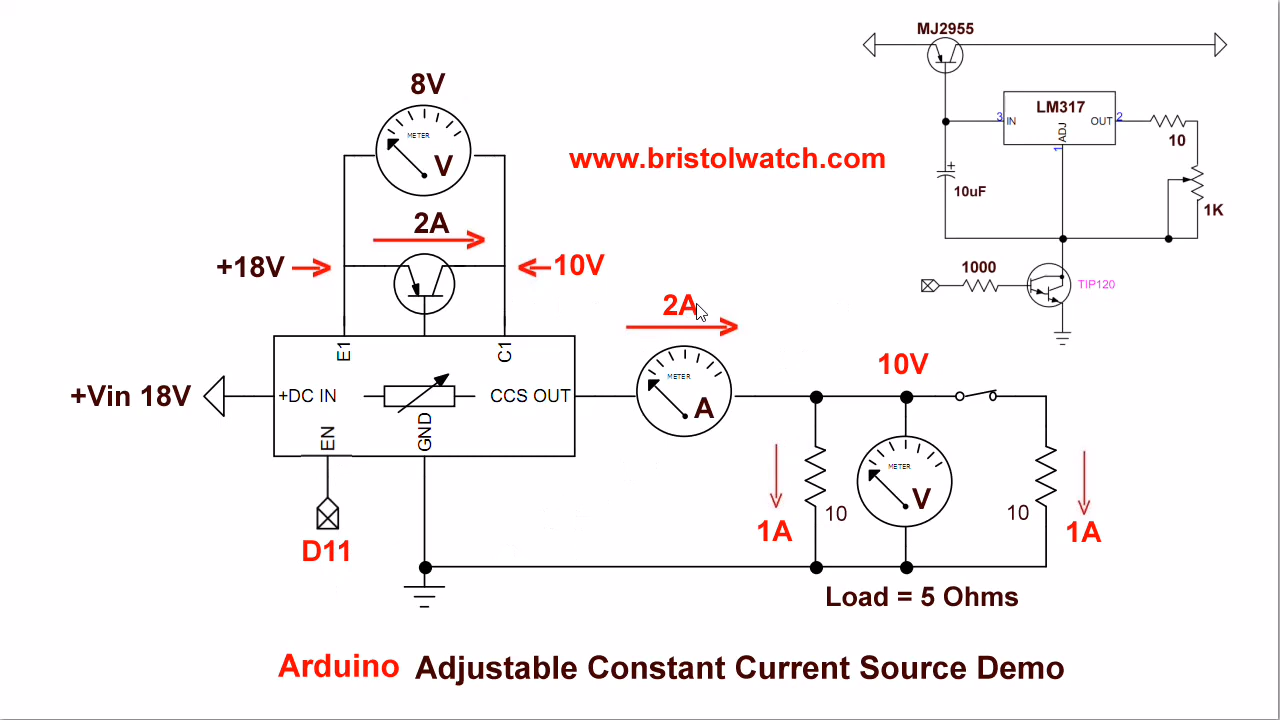 MJ2955
LM317
3 IN
ADJ
1
OUT 2
10
10uF
+
1K
1000
TIP120
www.bristolwatch.com
8V
METER
V
2A
+18V
10V
E1
C1
+Vin 18V
+DC IN
CCS OUT
EN
GND
D11
2A
METER
A
10V
METER
V
10
1A
10
1A
Load = 5 Ohms
Arduino Adjustable Constant Current Source Demo